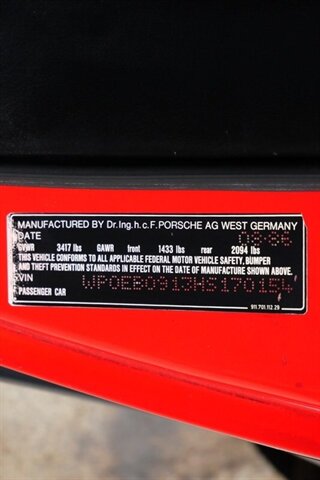 MANUFACTURED BY Dr.Ing.h.c.F.PORSCHE AG WEST GERMANY
DATE
GVWR 3417 lbs GAWR front 1433 lbs rear 2094 lbs
THIS VEHICLE CONFORMS TO ALL APPLICABLE FEDERAL MOTOR VEHICLE SAFETY, BUMPER
AND THEFT PREVENTION STANDARDS IN EFFECT ON THE DATE OF MANUFACTURE SHOWN ABOVE.
VIN WP0EB0913HS170156
PASSENGER CAR
911.701.112.29